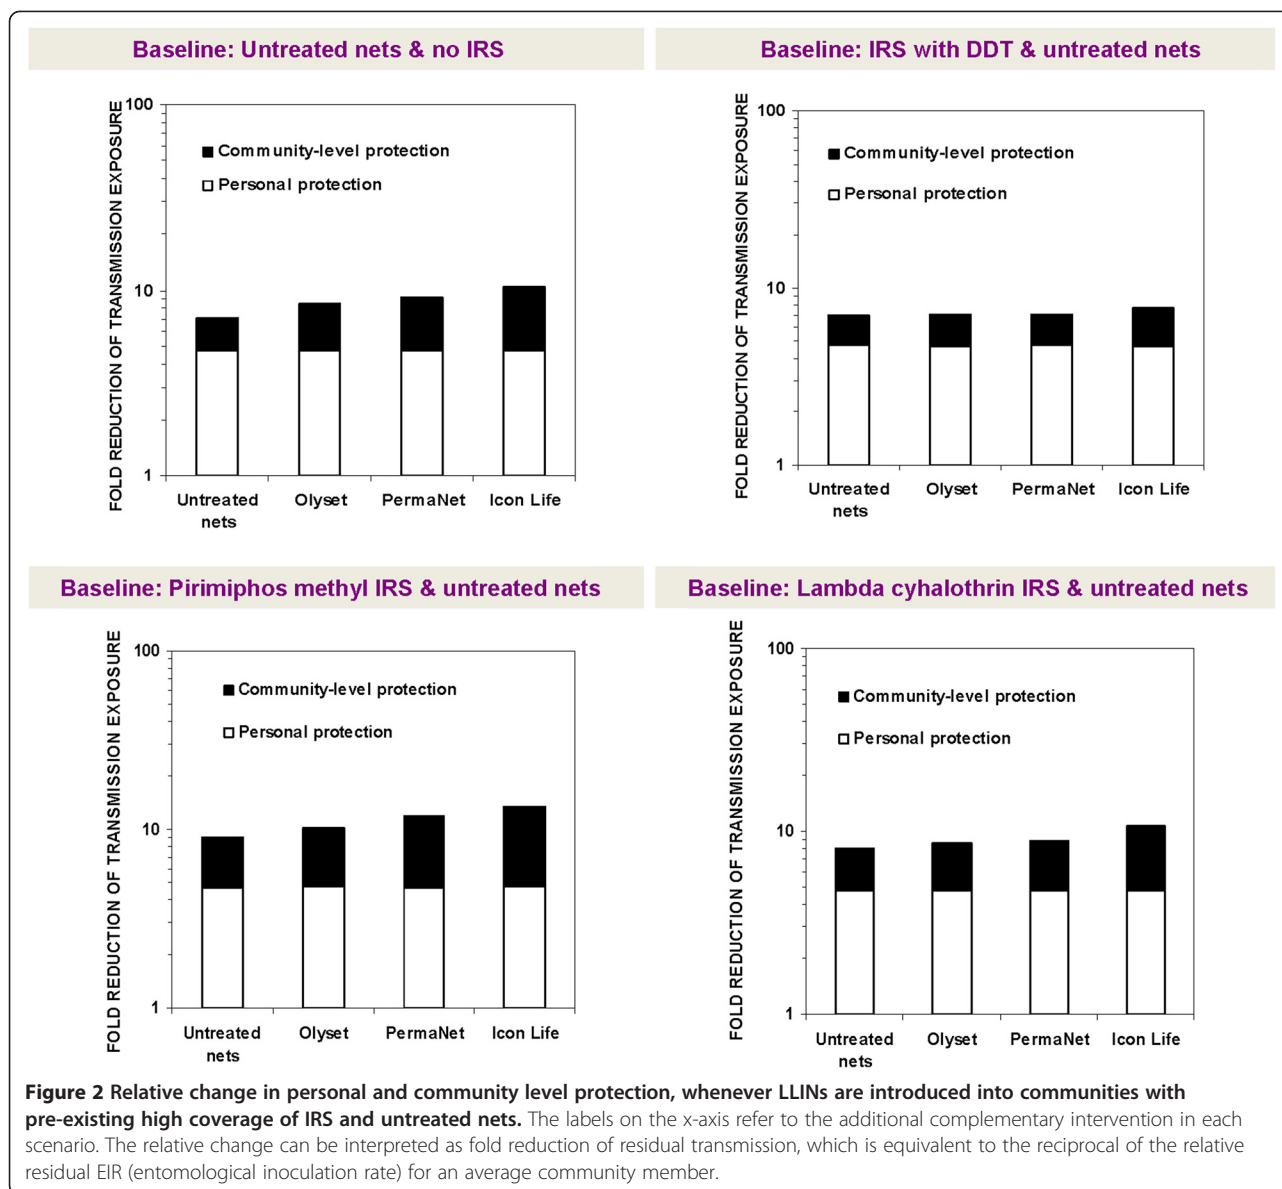 Baseline: Untreated nets & no IRS
FOLD REDUCTION OF TRANSMISSION EXPOSURE
100
10
1
Community-level protection
Personal protection
Untreated nets
Olyset
PermaNet
Icon Life
Baseline: IRS with DDT & untreated nets
FOLD REDUCTION OF TRANSMISSION EXPOSURE
100
10
1
Community-level protection
Personal protection
Untreated nets
Olyset
PermaNet
Icon Life
Baseline: Pirimiphos methyl IRS & untreated nets
FOLD REDUCTION OF TRANSMISSION EXPOSURE
100
10
1
Community-level protection
Personal protection
Untreated nets
Olyset
PermaNet
Icon Life
Baseline: Lambda cyhalothrin IRS & untreated nets
FOLD REDUCTION OF TRANSMISSION EXPOSURE
100
10
1
Community-level protection
Personal protection
Untreated nets
Olyset
PermaNet
Icon Life
Figure 2 Relative change in personal and community level protection, whenever LLINs are introduced into communities with
pre-existing high coverage of IRS and untreated nets. The labels on the x-axis refer to the additional complementary intervention in each
scenario. The relative change can be interpreted as fold reduction of residual transmission, which is equivalent to the reciprocal of the relative
residual EIR (entomological inoculation rate) for an average community member.